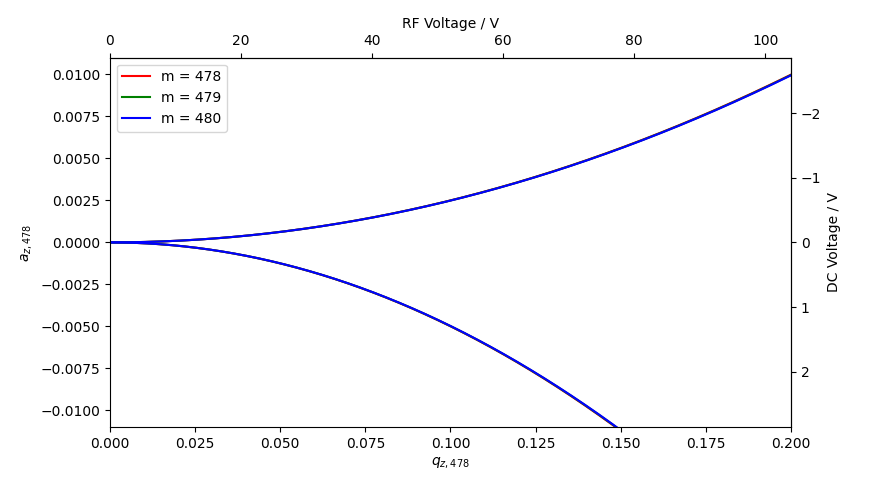 RF Voltage / V
0 20 40 60 80 100
m = 478
m = 479
m = 480
0.0100
0.0075
0.0050
0.0025
0.0000
−0.0025
−0.0050
−0.0075
−0.0100
a_{z,478}
−2
−1
0
1
2
DC Voltage / V
0.000 0.025 0.050 0.075 0.100 0.125 0.150 0.175 0.200
q_{z,478}